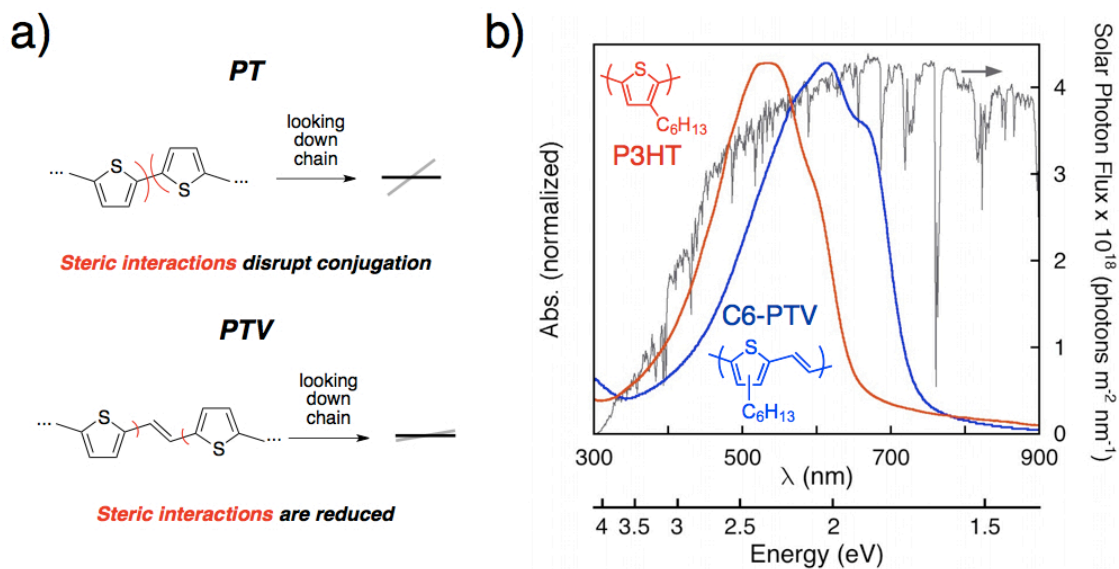 a)
PT
S
S
...
...
looking
down
chain
Steric interactions disrupt conjugation
PTV
S
S
...
...
looking
down
chain
Steric interactions are reduced
b)
Abs. (normalized)
S
C6H13
P3HT
C6-PTV
S
C6H13
4
3
2
1
0
Solar Photon Flux x 10^18 (photons m^-2 nm^-1)
300 500 700 900
λ (nm)
4 3.5 3 2.5 2 1.5
Energy (eV)